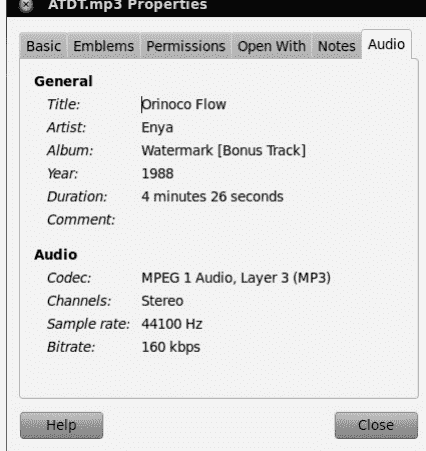 ATDT.mp3 Properties
Basic Emblems Permissions Open With Notes Audio
General
Title: Orinoco Flow
Artist: Enya
Album: Watermark [Bonus Track]
Year: 1988
Duration: 4 minutes 26 seconds
Comment:
Audio
Codec: MPEG 1 Audio, Layer 3 (MP3)
Channels: Stereo
Sample rate: 44100 Hz
Bitrate: 160 kbps
Help Close